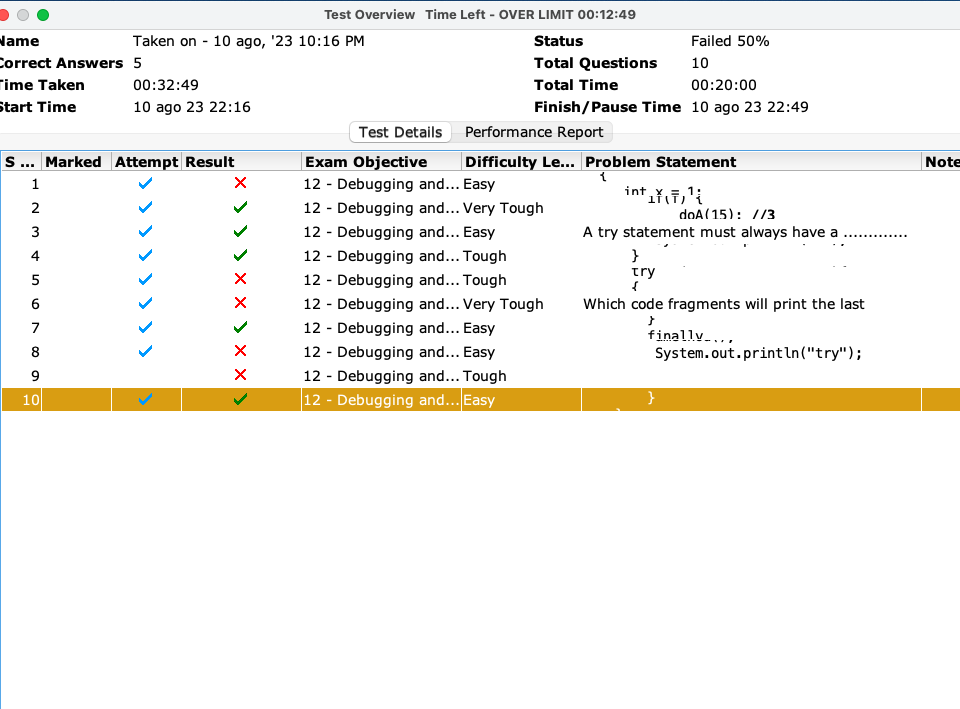 Test Overview Time Left - OVER LIMIT 00:12:49
Name Taken on - 10 ago, '23 10:16 PM Status Failed 50%
Correct Answers 5 Total Questions 10
Time Taken 00:32:49 Total Time 00:20:00
Start Time 10 ago 23 22:16 Finish/Pause Time 10 ago 23 22:49
Test Details Performance Report
S ... Marked Attempt Result Exam Objective Difficulty Le... Problem Statement Note
1 12 - Debugging and... Easy { int x = 1;
2 12 - Debugging and... Very Tough if(f) { doA(15); //3
3 12 - Debugging and... Easy A try statement must always have a .............
4 12 - Debugging and... Tough }
5 12 - Debugging and... Tough try {
6 12 - Debugging and... Very Tough Which code fragments will print the last
7 12 - Debugging and... Easy } finally
8 12 - Debugging and... Easy System.out.println("try");
9 12 - Debugging and... Tough
10 12 - Debugging and... Easy }